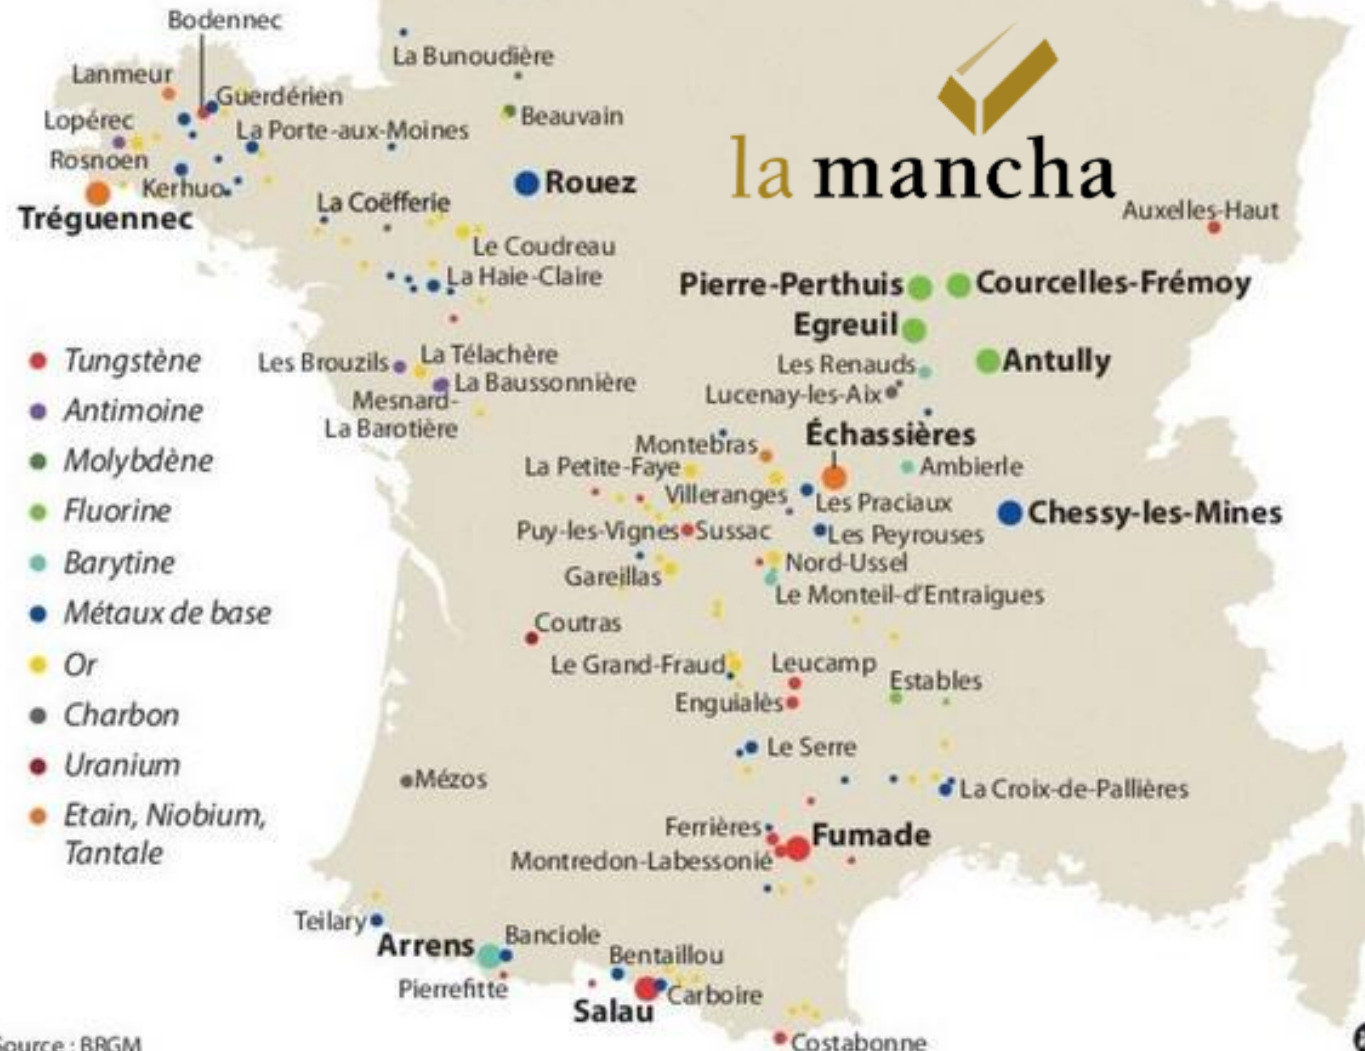 Bodennec
La Bunoudière
Lanmeur
Guerdérien
Beauvain
Lopérec
La Porte-aux-Moines
Rosnoen
Kerhuo
Rouez
Tréguennec
la mancha
Auxelles-Haut
La Coëfferie
Le Coudreau
La Haie-Claire
Pierre-Perthuis
Courcelles-Frémoy
Egreuil
Les Renauds
Antully
Lucenay-les-Aix
Les Brouzils
La Télachère
La Baussonnière
Mesnard-
La Barotière
Tungstène
Antimoine
Molybdène
Fluorine
Barytine
Métaux de base
Or
Charbon
Uranium
Etain, Niobium,
Tantale
Montebras
Échassières
La Petite-Faye
Ambierle
Villeranges
Les Praciaux
Chessy-les-Mines
Puy-les-Vignes
Sussac
Les Peyrouses
Gareillas
Nord-Ussel
Le Monteil-d'Entraigues
Coutras
Le Grand-Fraud
Leucamp
Estables
Enguialès
Le Serre
Mézos
La Croix-de-Pallières
Ferrières
Fumade
Montredon-Labessonié
Teilary
Arrens
Banciole
Bentaillou
Pierrefitte
Salau
Carboire
Costabonne
Source : BRGM